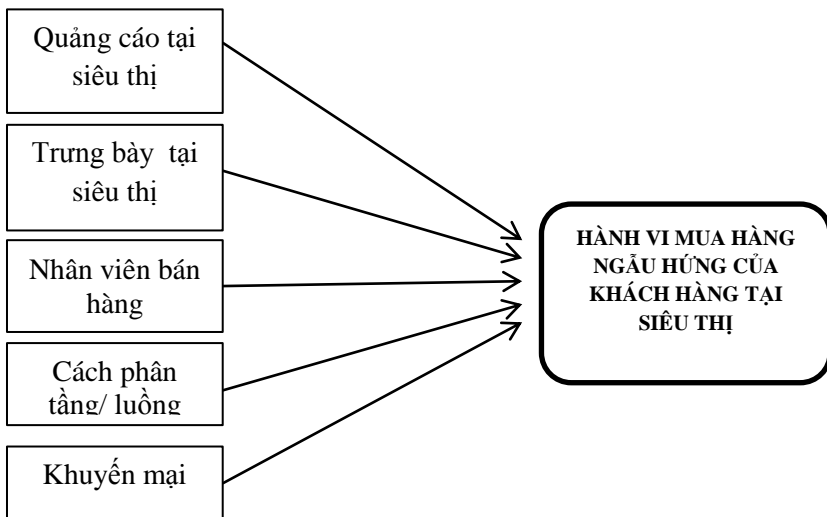 Quảng cáo tại
siêu thị
Trưng bày tại
siêu thị
Nhân viên bán
hàng
Cách phân
tầng/ luồng
Khuyến mại
HÀNH VI MUA HÀNG
NGẪU HỨNG CỦA
KHÁCH HÀNG TẠI
SIÊU THỊ